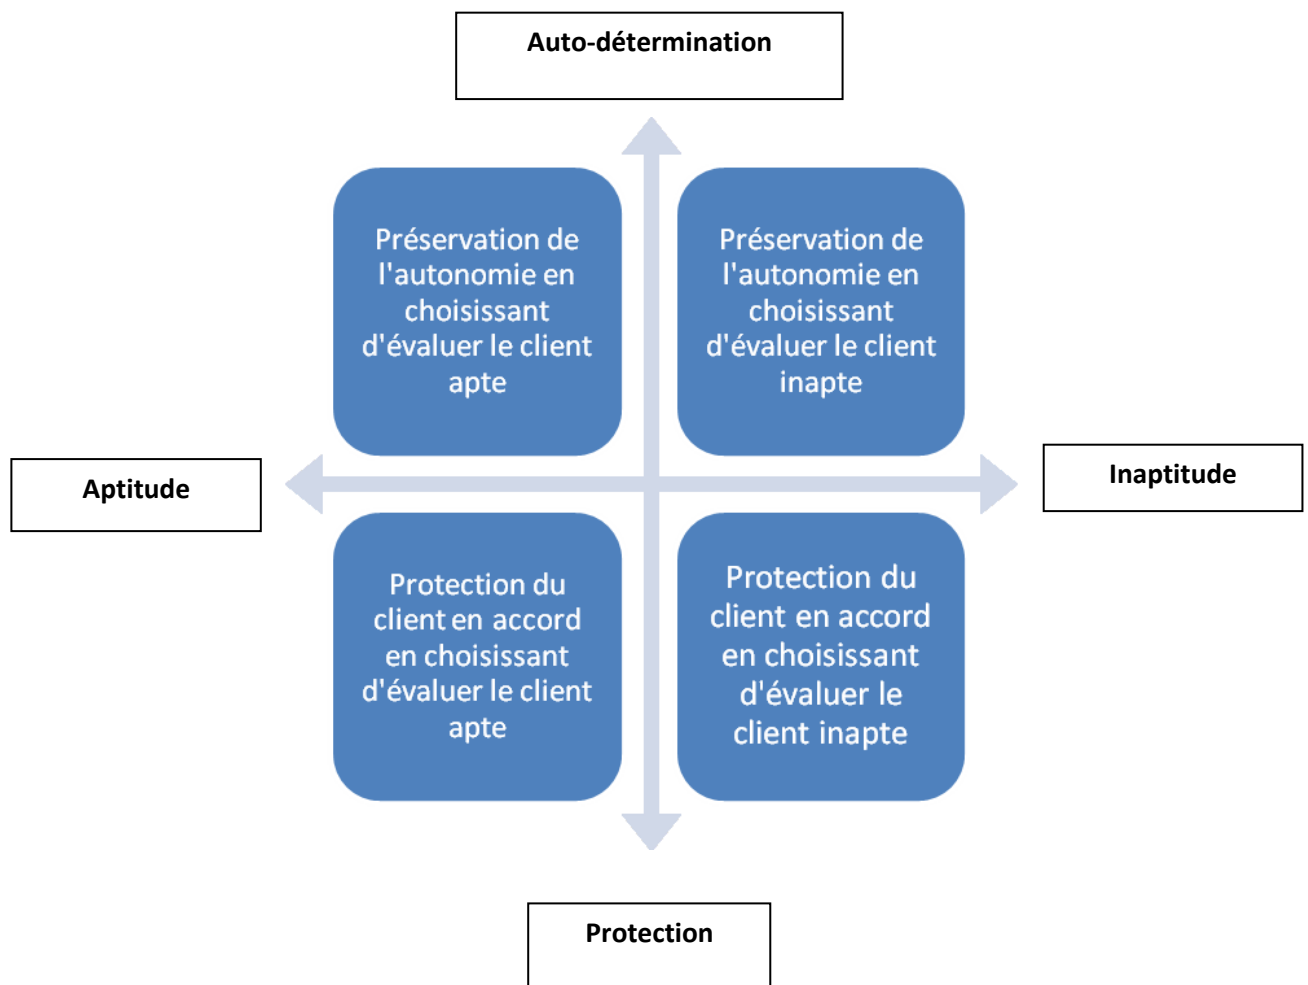 Auto-détermination
Préservation de
l'autonomie en
choisissant
d'évaluer le client
apte
Préservation de
l'autonomie en
choisissant
d'évaluer le client
inapte
Aptitude
Inaptitude
Protection du
client en accord
en choisissant
d'évaluer le client
apte
Protection du
client en accord
en choisissant
d'évaluer le
client inapte
Protection